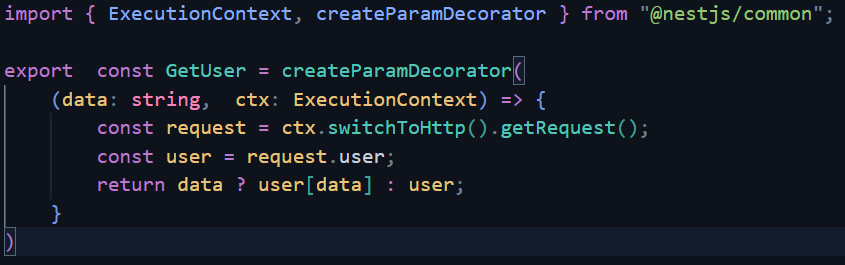 import { ExecutionContext, createParamDecorator } from "@nestjs/common";
export  const GetUser = createParamDecorator(
    (data: string,  ctx: ExecutionContext) => {
        const request = ctx.switchToHttp().getRequest();
        const user = request.user;
        return data ? user[data] : user;
    }
)